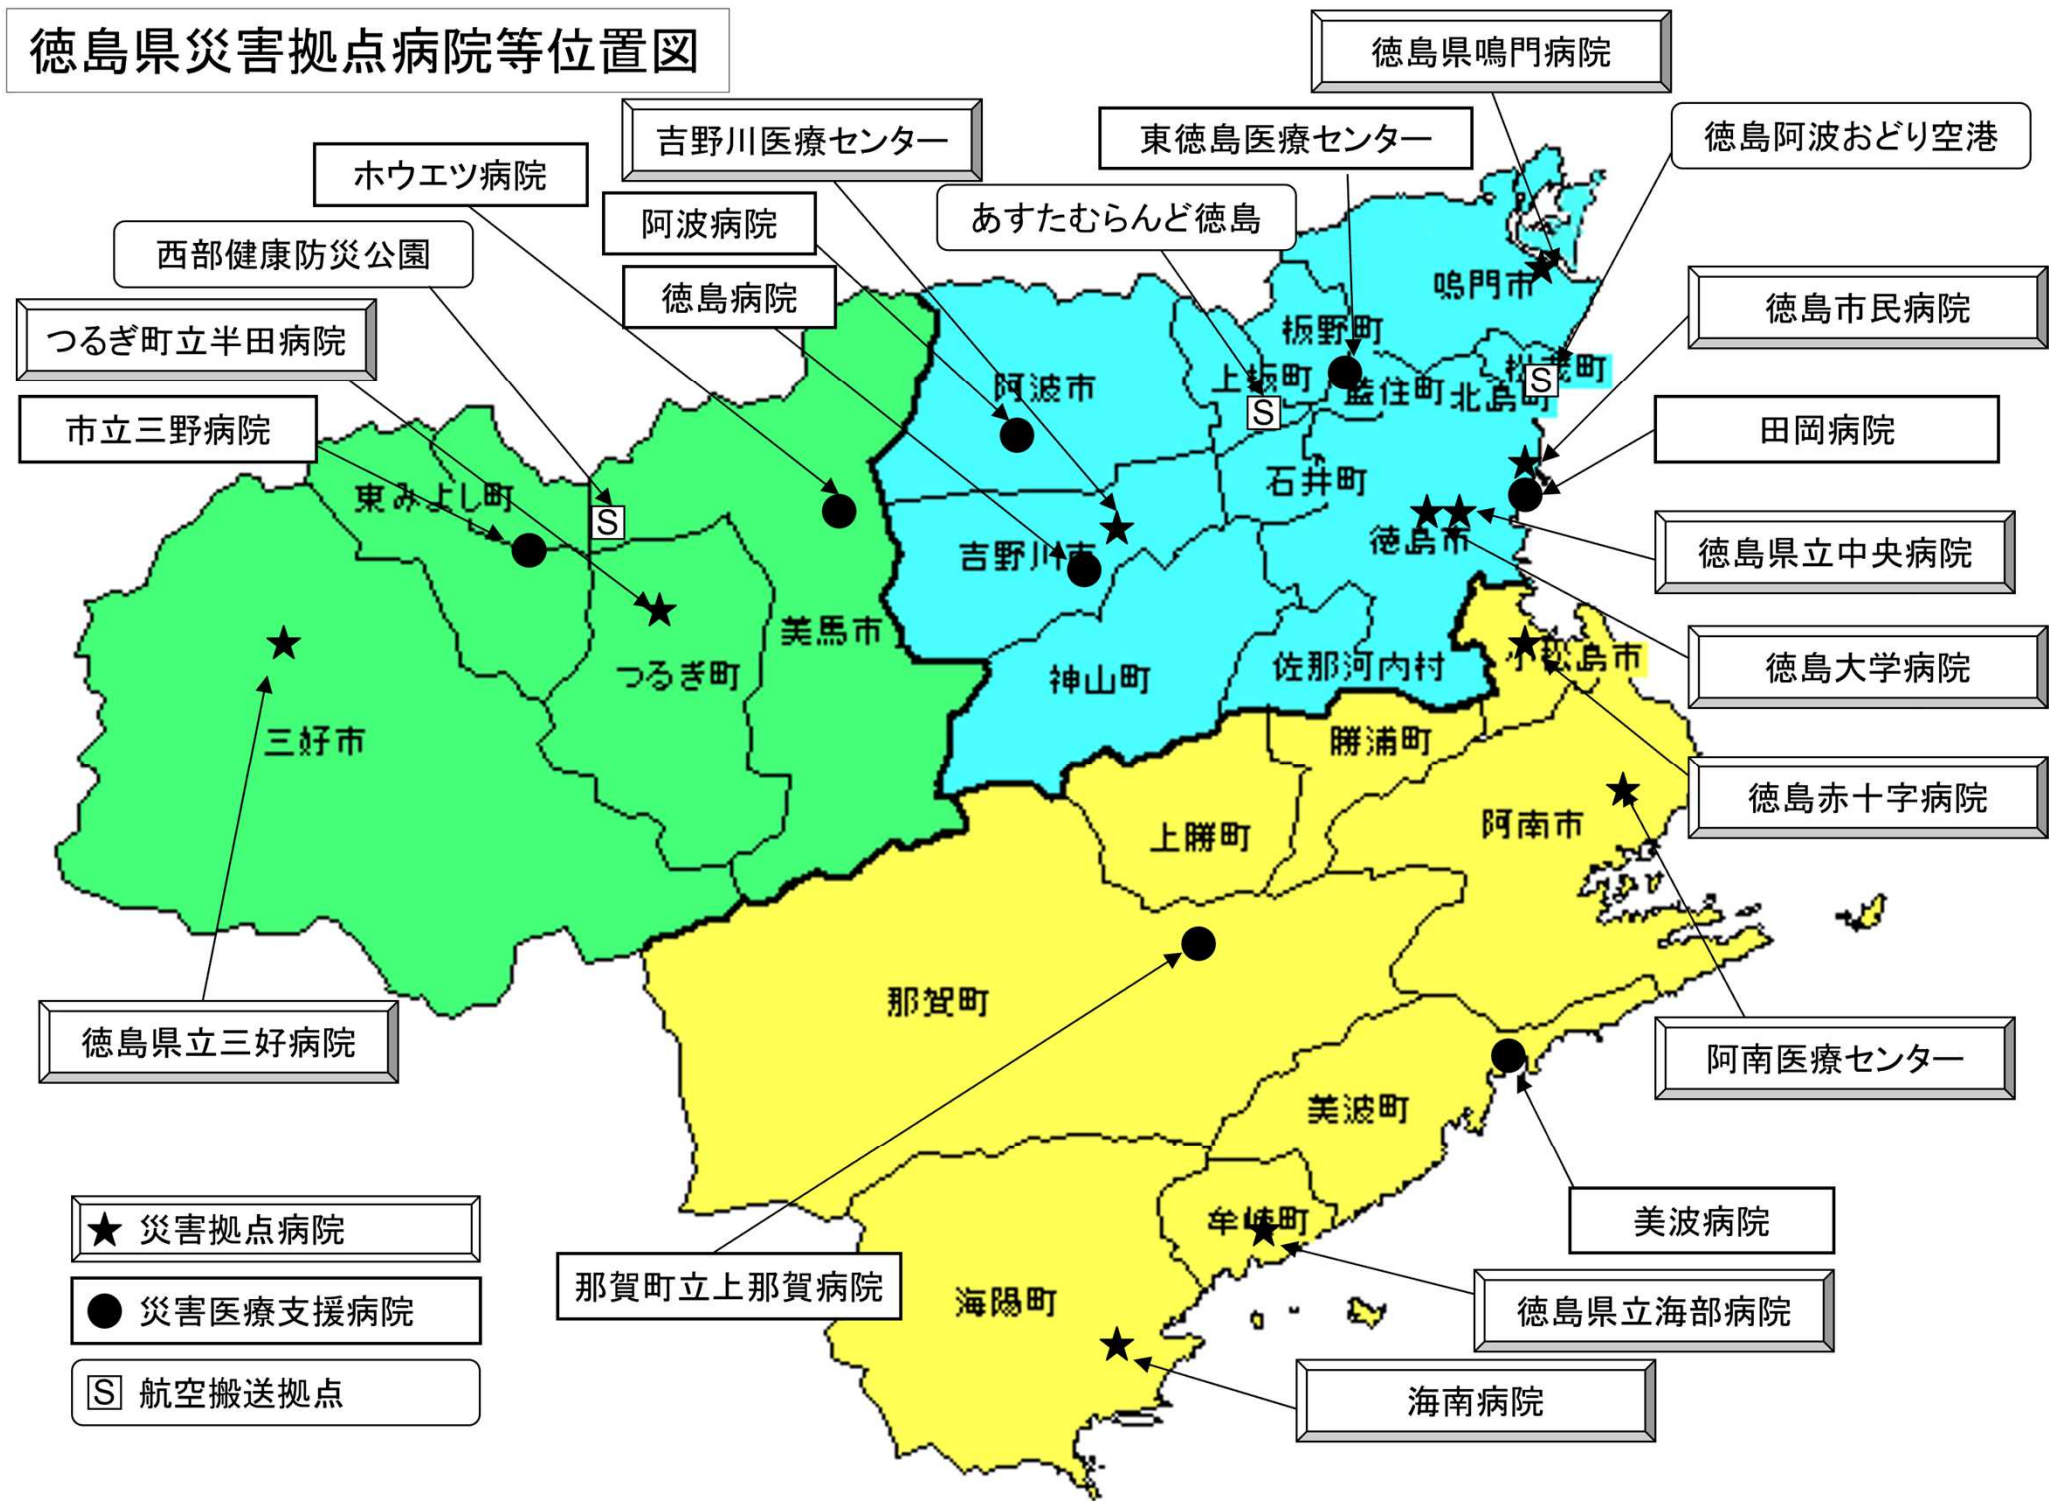 徳島県災害拠点病院等位置図
徳島県鳴門病院
吉野川医療センター
東徳島医療センター
徳島阿波おどり空港
ホウエツ病院
阿波病院
あすたむらんど徳島
西部健康防災公園
徳島病院
徳島市民病院
つるぎ町立半田病院
市立三野病院
田岡病院
徳島県立中央病院
徳島大学病院
徳島赤十字病院
阿南医療センター
徳島県立三好病院
美波病院
那賀町立上那賀病院
徳島県立海部病院
海南病院
鳴門市
板野町
松茂町
上板町
藍住町
北島町
阿波市
石井町
東みよし町
S
S
S
徳島市
吉野川市
美馬市
つるぎ町
神山町
佐那河内村
小松島市
三好市
勝浦町
上勝町
阿南市
那賀町
美波町
牟岐町
海陽町
★ 災害拠点病院
● 災害医療支援病院
S 航空搬送拠点